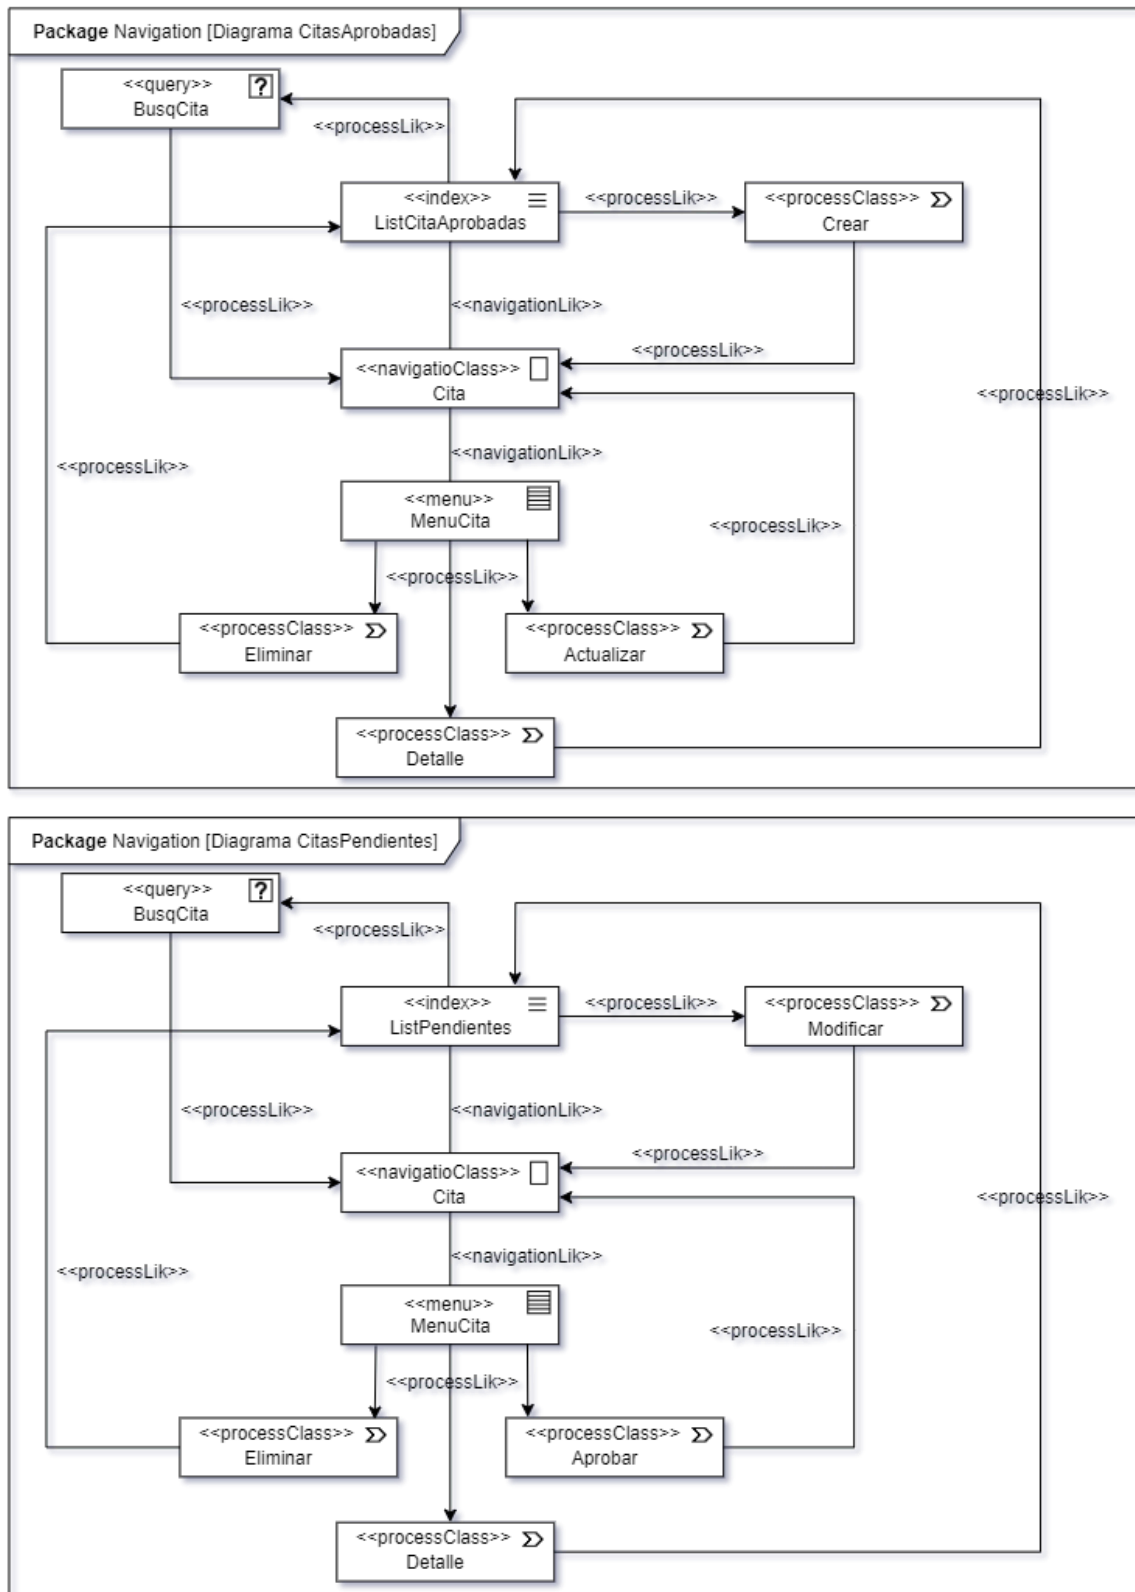 Package Navigation [Diagrama CitasAprobadas]
<<query>>
BusqCita
?
<<processLik>>
<<index>>
ListCitaAprobadas
<<processLik>>
<<processClass>>
Crear
<<processLik>>
<<navigationLik>>
<<processLik>>
<<navigatioClass>>
Cita
<<processLik>>
<<navigationLik>>
<<processLik>>
<<menu>>
MenuCita
<<processLik>>
<<processLik>>
<<processClass>>
Eliminar
<<processClass>>
Actualizar
<<processClass>>
Detalle
Package Navigation [Diagrama CitasPendientes]
<<query>>
BusqCita
?
<<processLik>>
<<index>>
ListPendientes
<<processLik>>
<<processClass>>
Modificar
<<processLik>>
<<navigationLik>>
<<processLik>>
<<navigatioClass>>
Cita
<<processLik>>
<<navigationLik>>
<<processLik>>
<<menu>>
MenuCita
<<processLik>>
<<processLik>>
<<processClass>>
Eliminar
<<processClass>>
Aprobar
<<processClass>>
Detalle